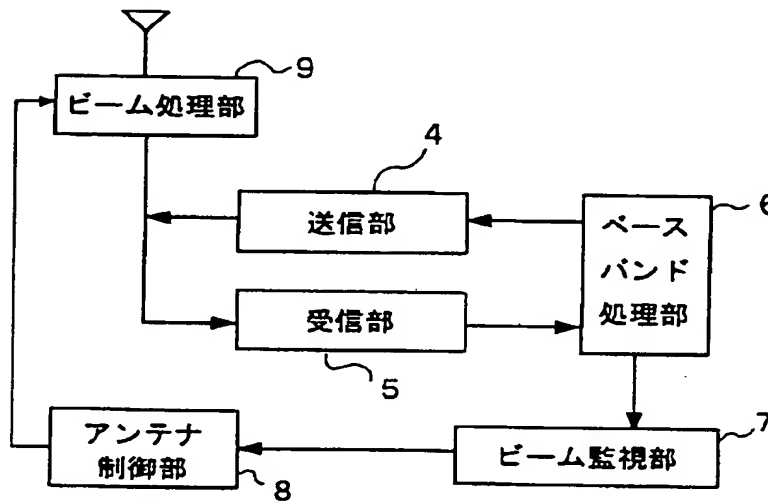 9
ビーム処理部
4
送信部
6
ベース
バンド
処理部
受信部
5
7
アンテナ
制御部
8
ビーム監視部